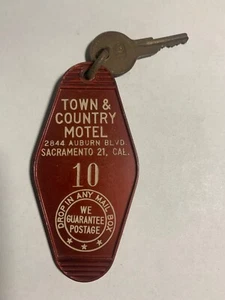 TOWN &
COUNTRY
MOTEL
2844 AUBURN BLVD.
SACRAMENTO 21, CAL.
10
DROP IN ANY MAIL BOX
WE
GUARANTEE
POSTAGE